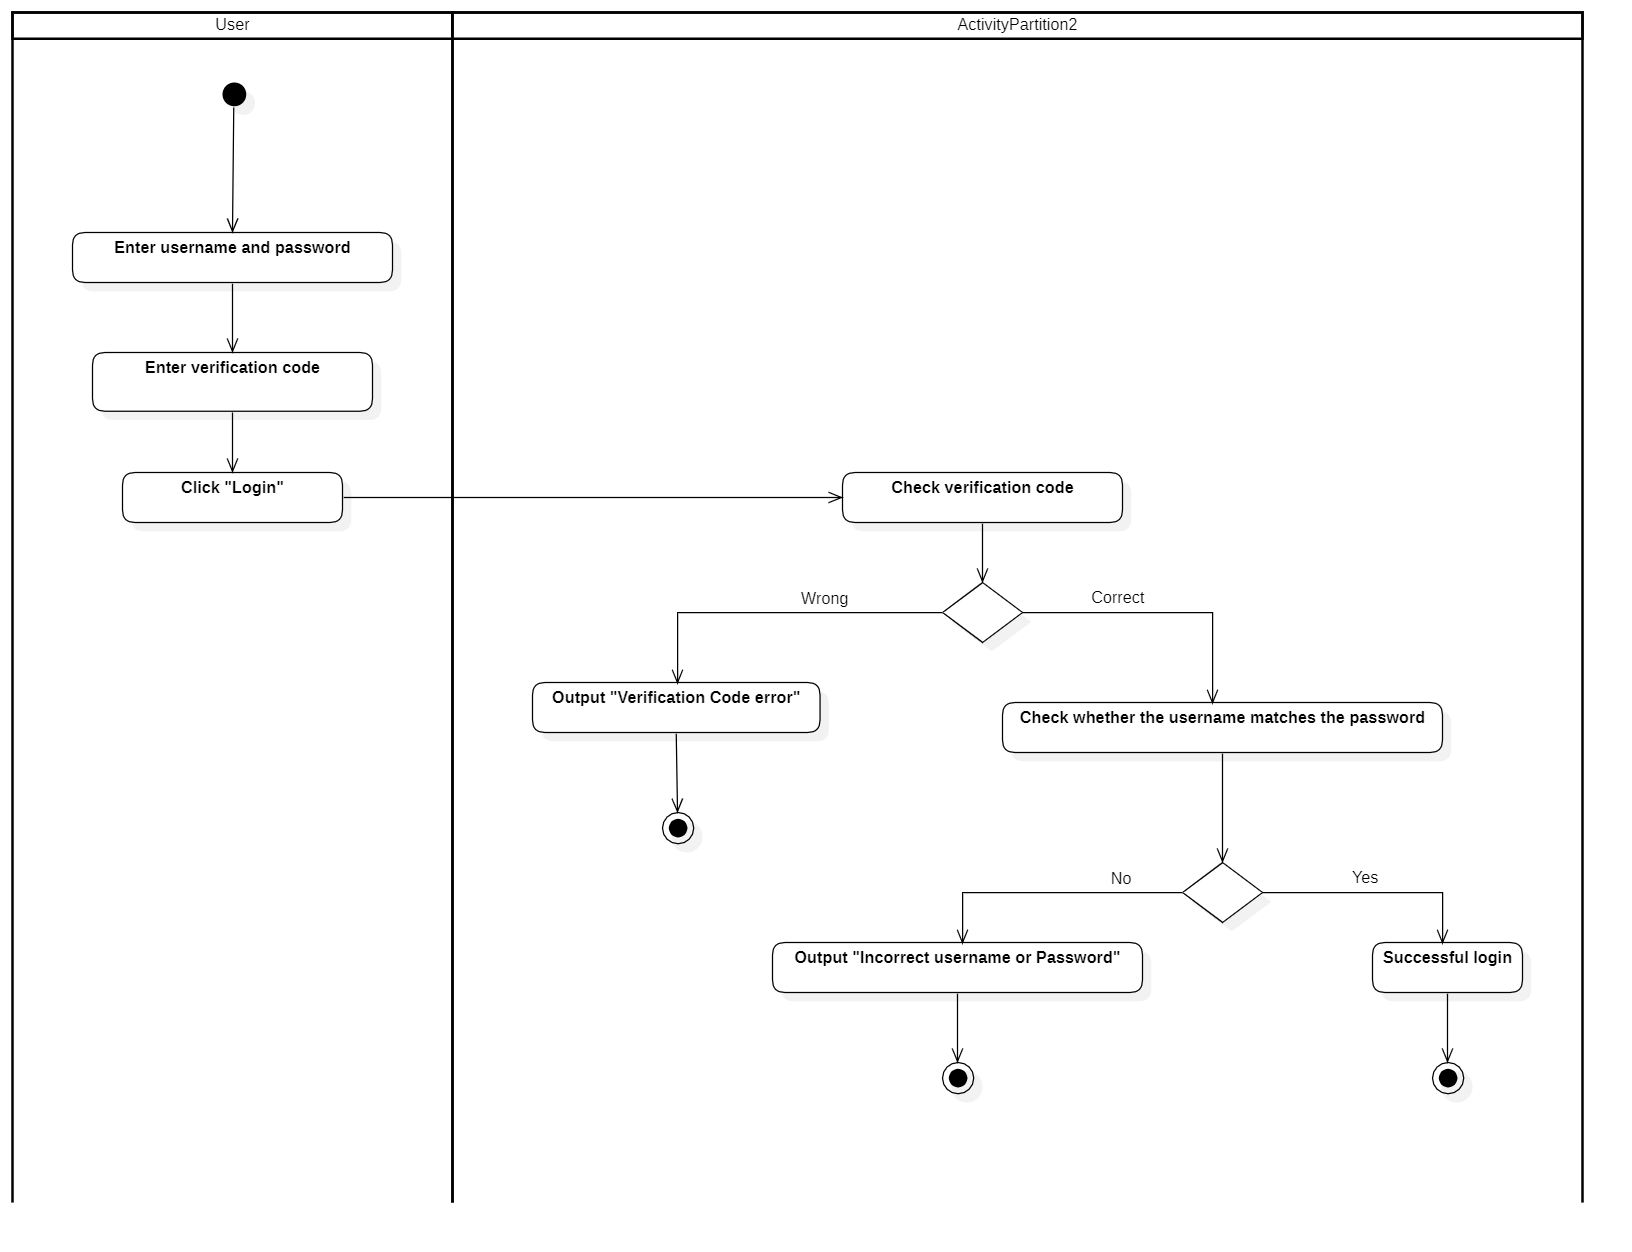 User
ActivityPartition2
Enter username and password
Enter verification code
Click "Login"
Check verification code
Wrong
Correct
Output "Verification Code error"
Check whether the username matches the password
No
Yes
Output "Incorrect username or Password"
Successful login